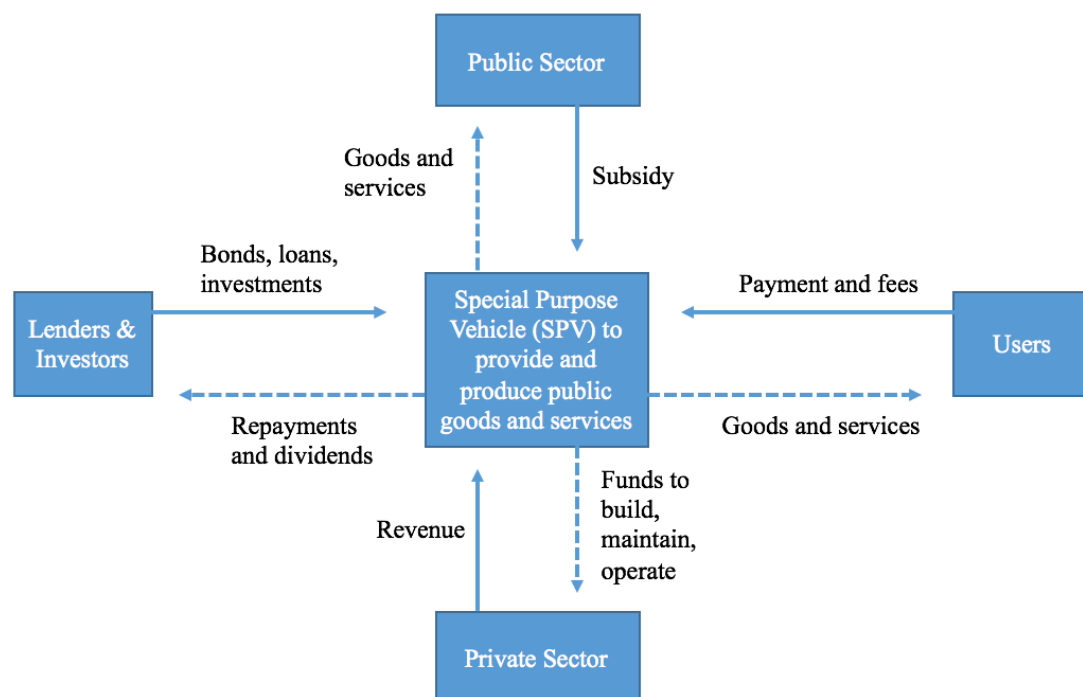 Public Sector
Goods and
services
Subsidy
Bonds, loans,
investments
Payment and fees
Lenders &
Investors
Special Purpose
Vehicle (SPV) to
provide and
produce public
goods and services
Users
Repayments
and dividends
Goods and services
Revenue
Funds to
build,
maintain,
operate
Private Sector